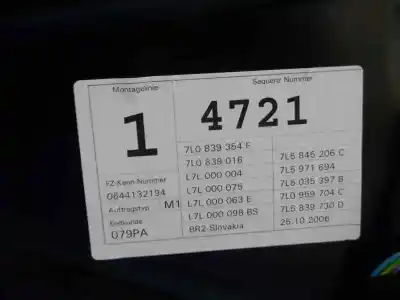 Montagelinie
Sequenz Nummer
1
4721
7L0 839 354 E
7L0 839 016
7L6 845 206 C
L7L 000 004
7L5 971 694
FZ-Kenn-Nummer
L7L 000 075
7L5 035 397 B
0644132194
L7L 000 063 E
7L0 959 704 C
Auftragstyp M1
L7L 000 098 BS
7L5 839 730 D
Endkunde
079PA
BR2-Slovakia
26.10.2006